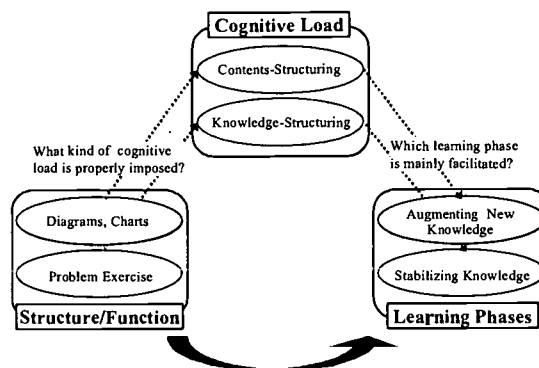 Cognitive Load
Contents-Structuring
Knowledge-Structuring
What kind of cognitive
load is properly imposed?
Which learning phase
is mainly facilitated?
Diagrams, Charts
Problem Exercise
Structure/Function
Augmenting New
Knowledge
Stabilizing Knowledge
Learning Phases